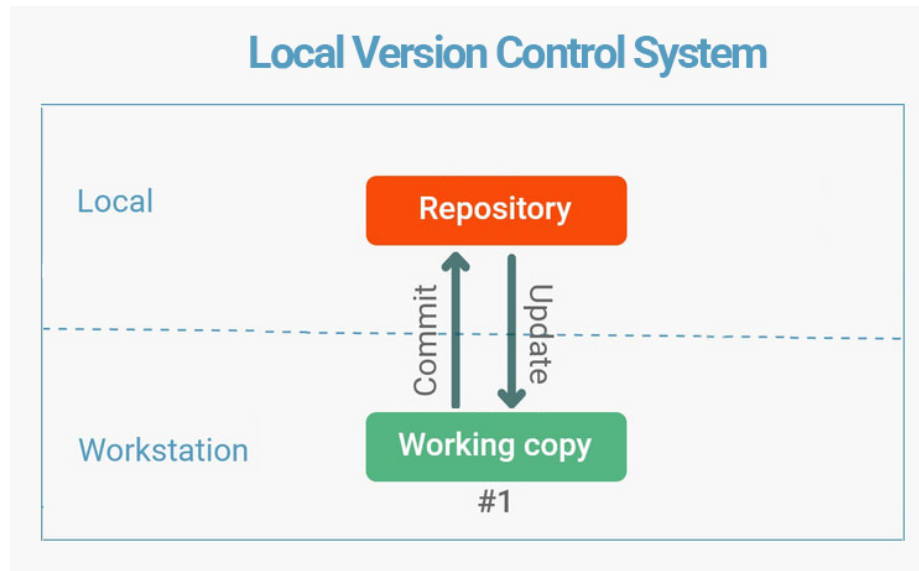 Local Version Control System
Local
Repository
Commit
Update
Workstation
Working copy
#1